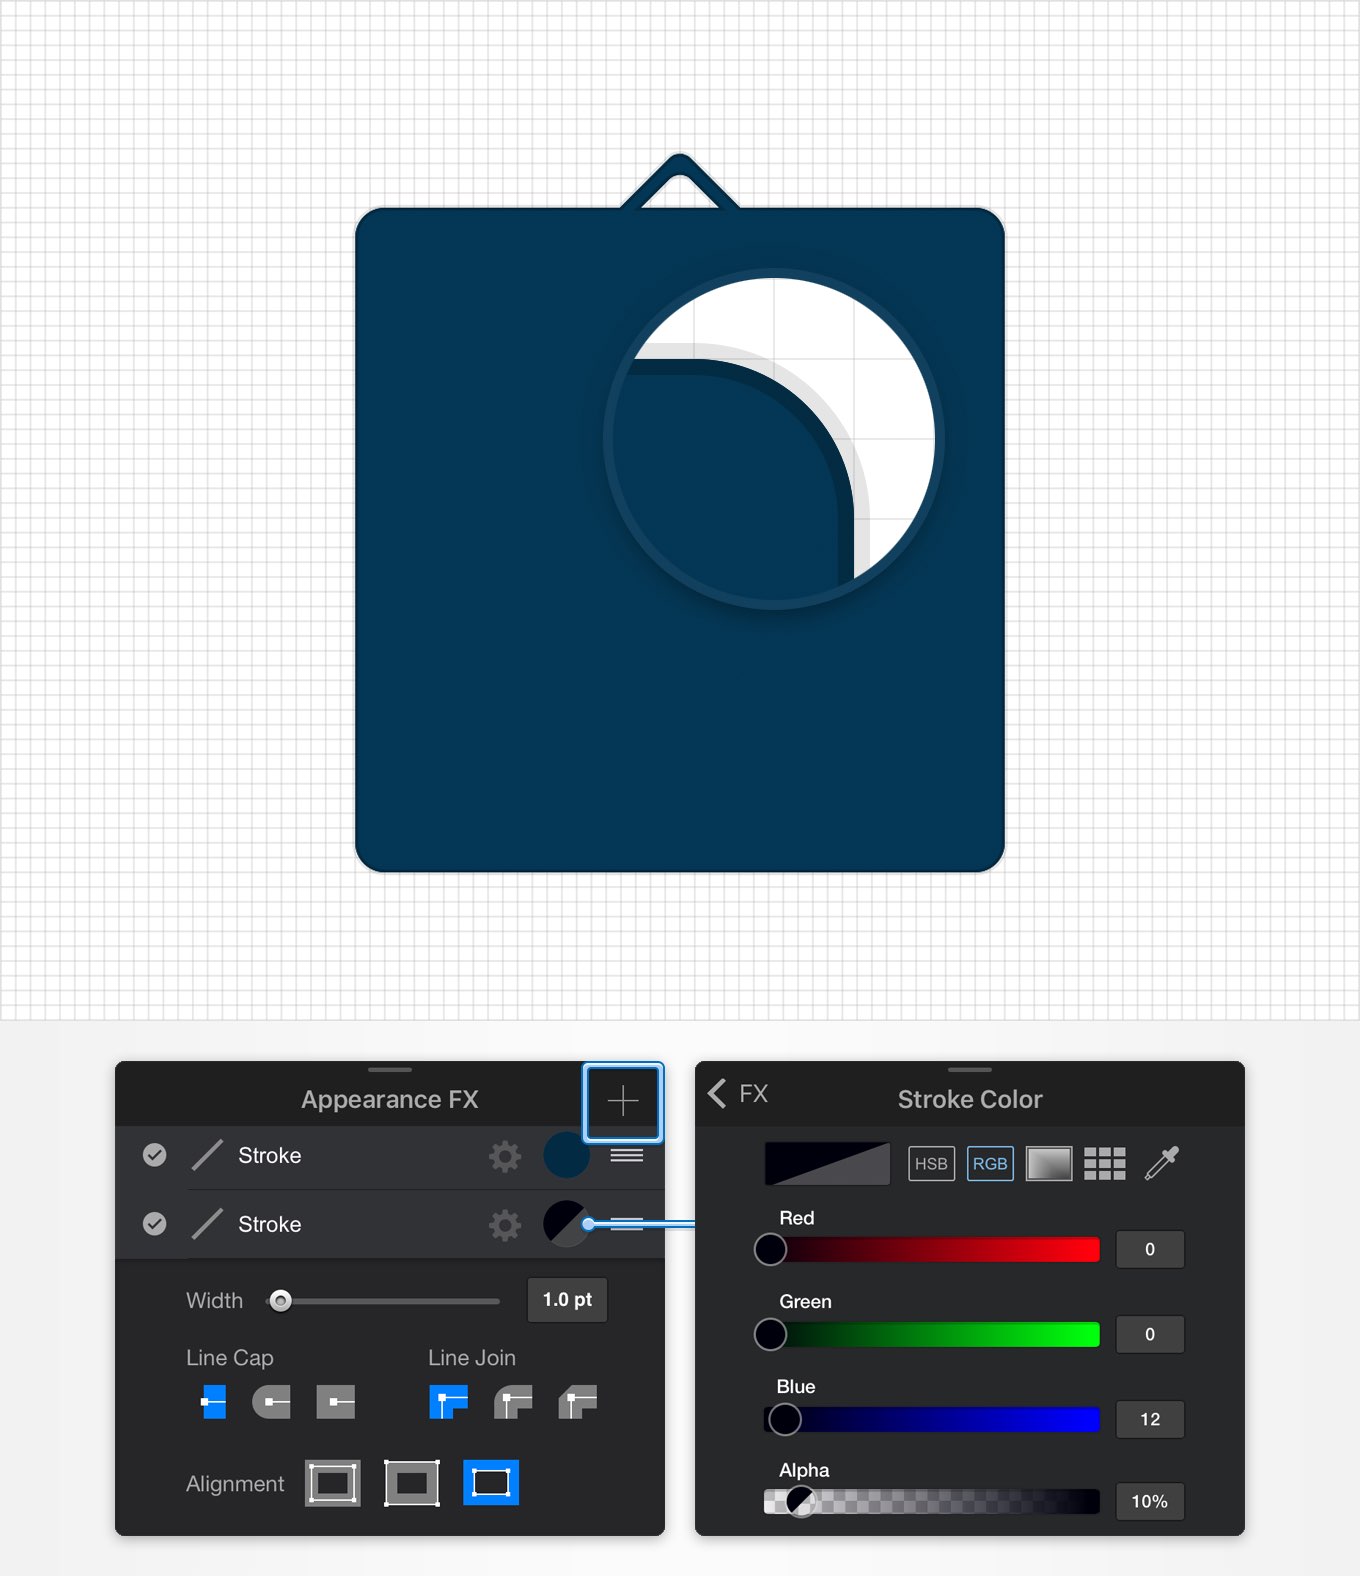 Appearance FX
Stroke
Stroke
Width
1.0 pt
Line Cap
Line Join
Alignment
FX
Stroke Color
HSB
RGB
Red
0
Green
0
Blue
12
Alpha
10%